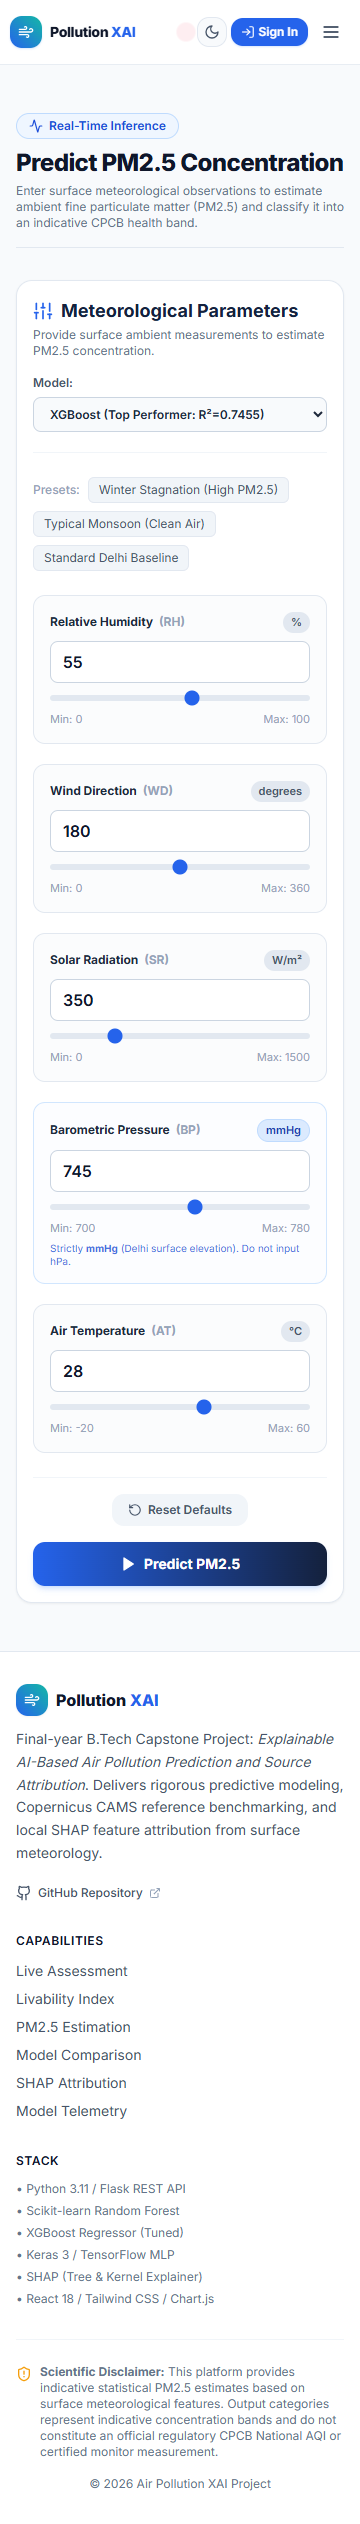 Pollution XAI
Sign In
Real-Time Inference
Predict PM2.5 Concentration
Enter surface meteorological observations to estimate
ambient fine particulate matter (PM2.5) and classify it into
an indicative CPCB health band.
Meteorological Parameters
Provide surface ambient measurements to estimate
PM2.5 concentration.
Model:
XGBoost (Top Performer: R²=0.7455)
Presets: Winter Stagnation (High PM2.5)
Typical Monsoon (Clean Air)
Standard Delhi Baseline
Relative Humidity (RH) %
55
Min: 0 Max: 100
Wind Direction (WD) degrees
180
Min: 0 Max: 360
Solar Radiation (SR) W/m²
350
Min: 0 Max: 1500
Barometric Pressure (BP) mmHg
745
Min: 700 Max: 780
Strictly mmHg (Delhi surface elevation). Do not input
hPa.
Air Temperature (AT) °C
28
Min: -20 Max: 60
Reset Defaults
Predict PM2.5
Pollution XAI
Final-year B.Tech Capstone Project: Explainable
AI-Based Air Pollution Prediction and Source
Attribution. Delivers rigorous predictive modeling,
Copernicus CAMS reference benchmarking, and
local SHAP feature attribution from surface
meteorology.
GitHub Repository
CAPABILITIES
Live Assessment
Livability Index
PM2.5 Estimation
Model Comparison
SHAP Attribution
Model Telemetry
STACK
• Python 3.11 / Flask REST API
• Scikit-learn Random Forest
• XGBoost Regressor (Tuned)
• Keras 3 / TensorFlow MLP
• SHAP (Tree & Kernel Explainer)
• React 18 / Tailwind CSS / Chart.js
Scientific Disclaimer: This platform provides
indicative statistical PM2.5 estimates based on
surface meteorological features. Output categories
represent indicative concentration bands and do not
constitute an official regulatory CPCB National AQI or
certified monitor measurement.
© 2026 Air Pollution XAI Project